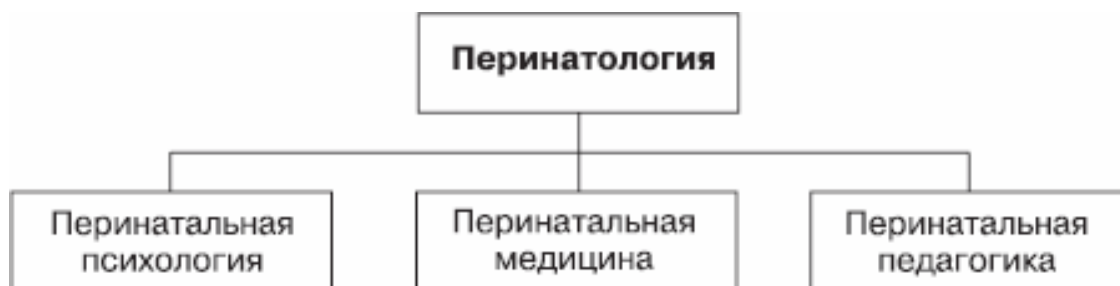 Перинатология
Перинатальная
психология
Перинатальная
медицина
Перинатальная
педагогика